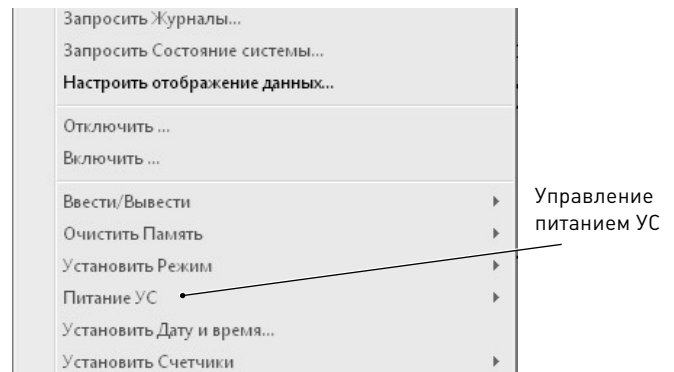 Запросить Журналы...
Запросить Состояние системы...
Настроить отображение данных...
Отключить ...
Включить ...
Ввести/Вывести
Очистить Память
Установить Режим
Питание УС
Установить Дату и время...
Установить Счетчики
Управление
питанием УС